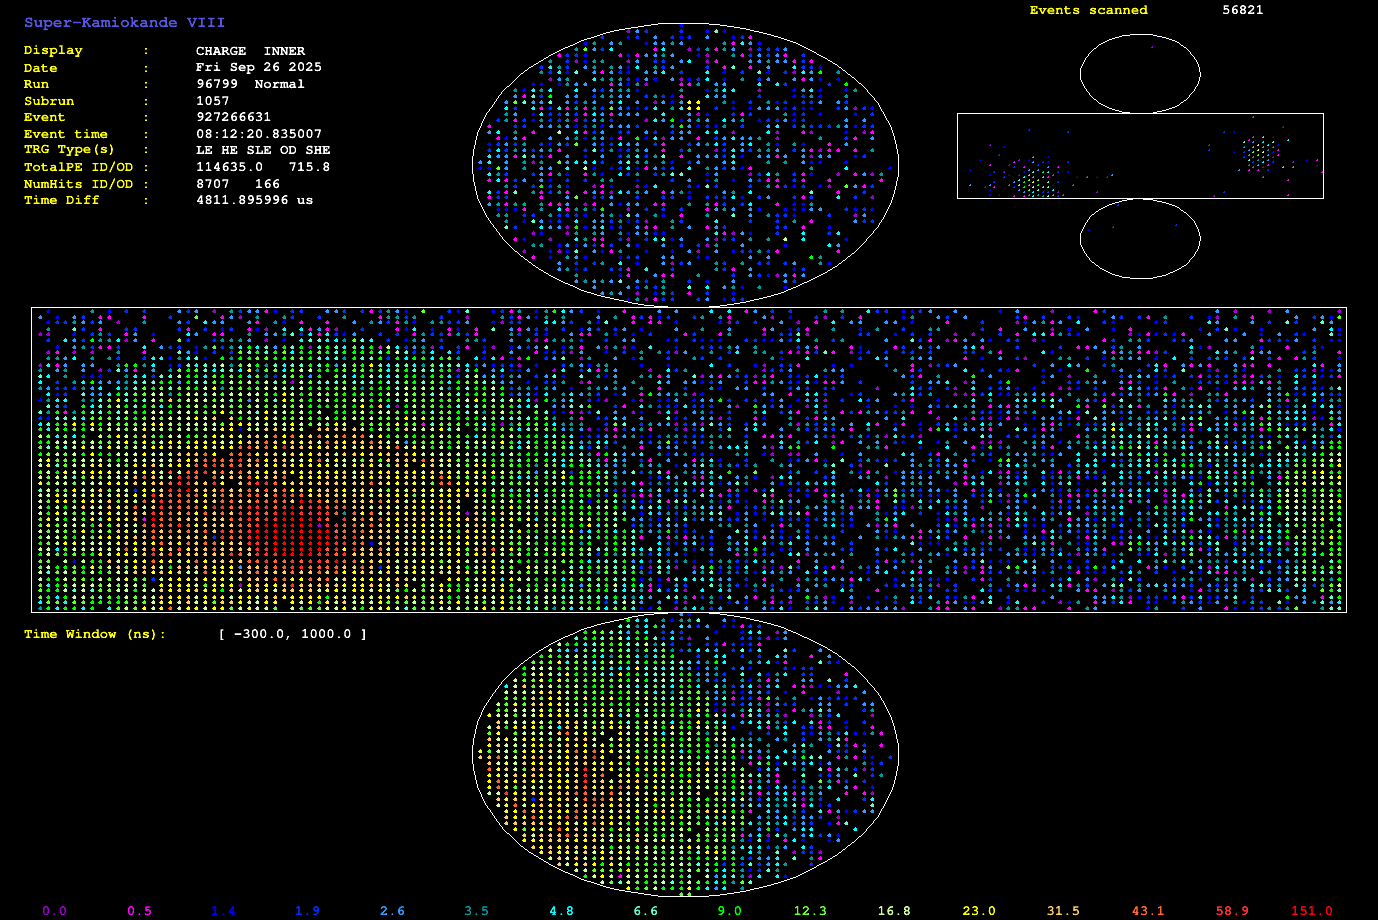 Super-Kamiokande VIII
Events scanned 56821
Display : CHARGE INNER
Date : Fri Sep 26 2025
Run : 96799 Normal
Subrun : 1057
Event : 927266631
Event time : 08:12:20.835007
TRG Type(s) : LE HE SLE OD SHE
TotalPE ID/OD : 114635.0 715.8
NumHits ID/OD : 8707 166
Time Diff : 4811.895996 us
Time Window (ns): [ -300.0, 1000.0 ]
0.0 0.5 1.4 1.9 2.6 3.5 4.8 6.6 9.0 12.3 16.8 23.0 31.5 43.1 58.9 151.0